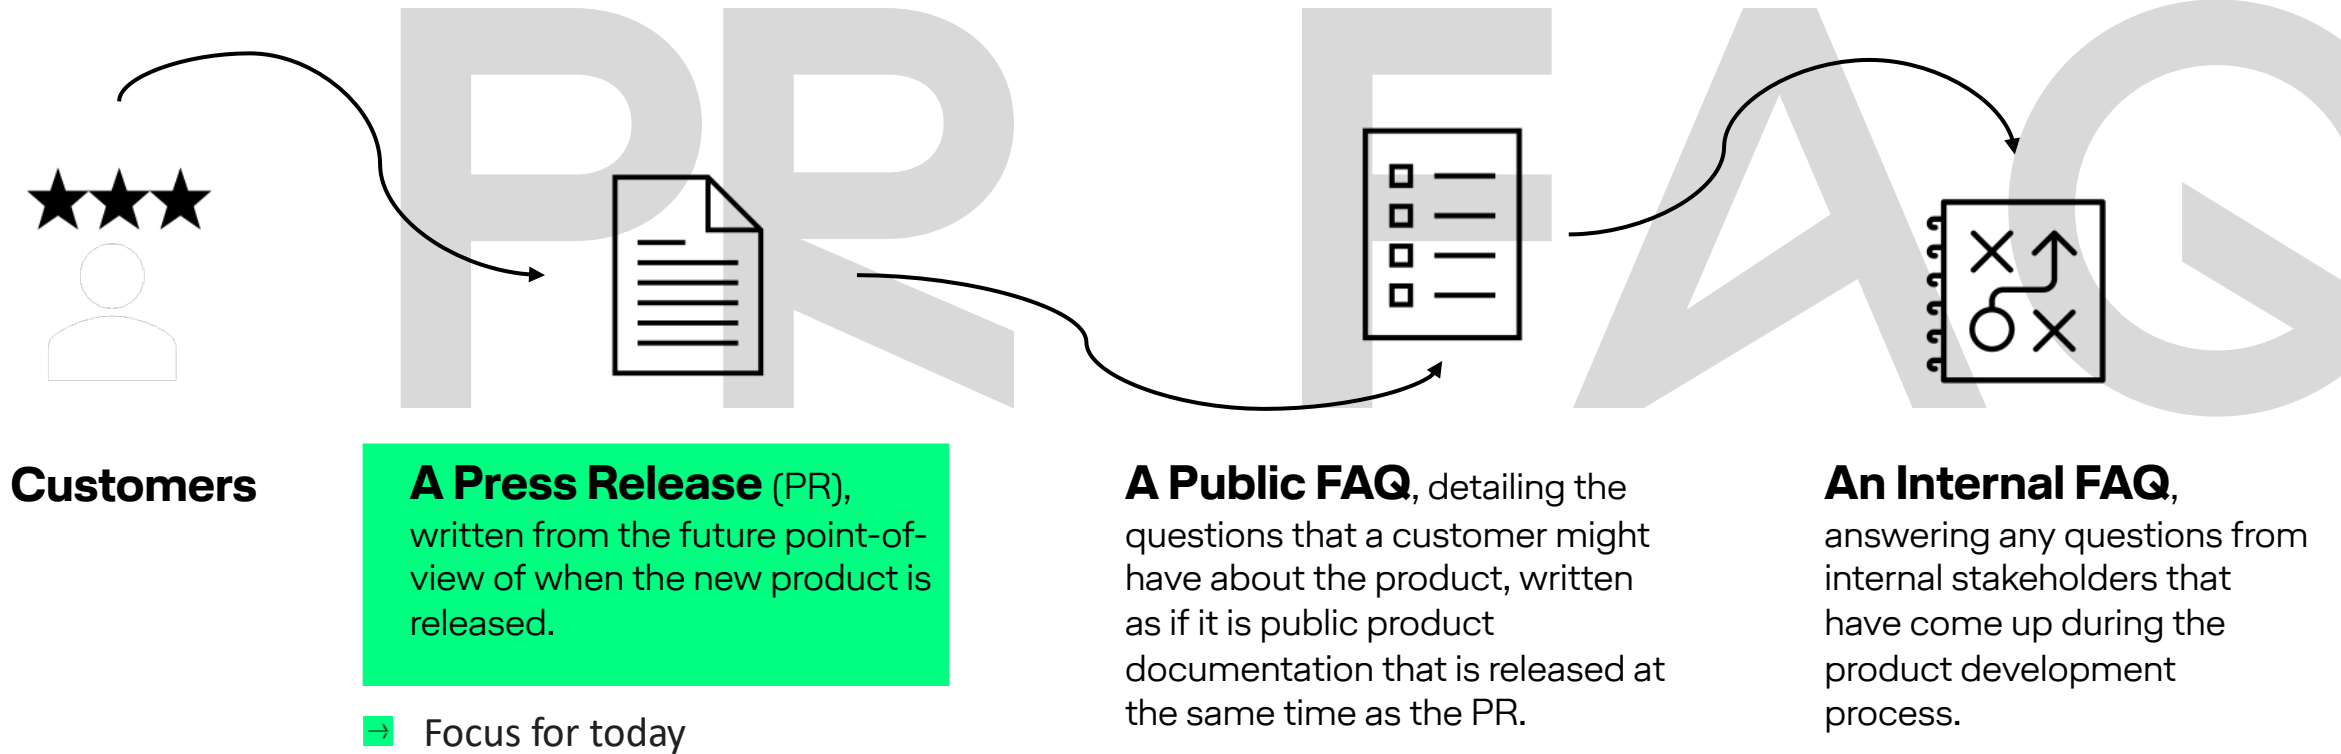 PR FAQ
Customers
A Press Release (PR),
written from the future point-of-
view of when the new product is
released.
Focus for today
A Public FAQ, detailing the
questions that a customer might
have about the product, written
as if it is public product
documentation that is released at
the same time as the PR.
An Internal FAQ,
answering any questions from
internal stakeholders that
have come up during the
product development
process.